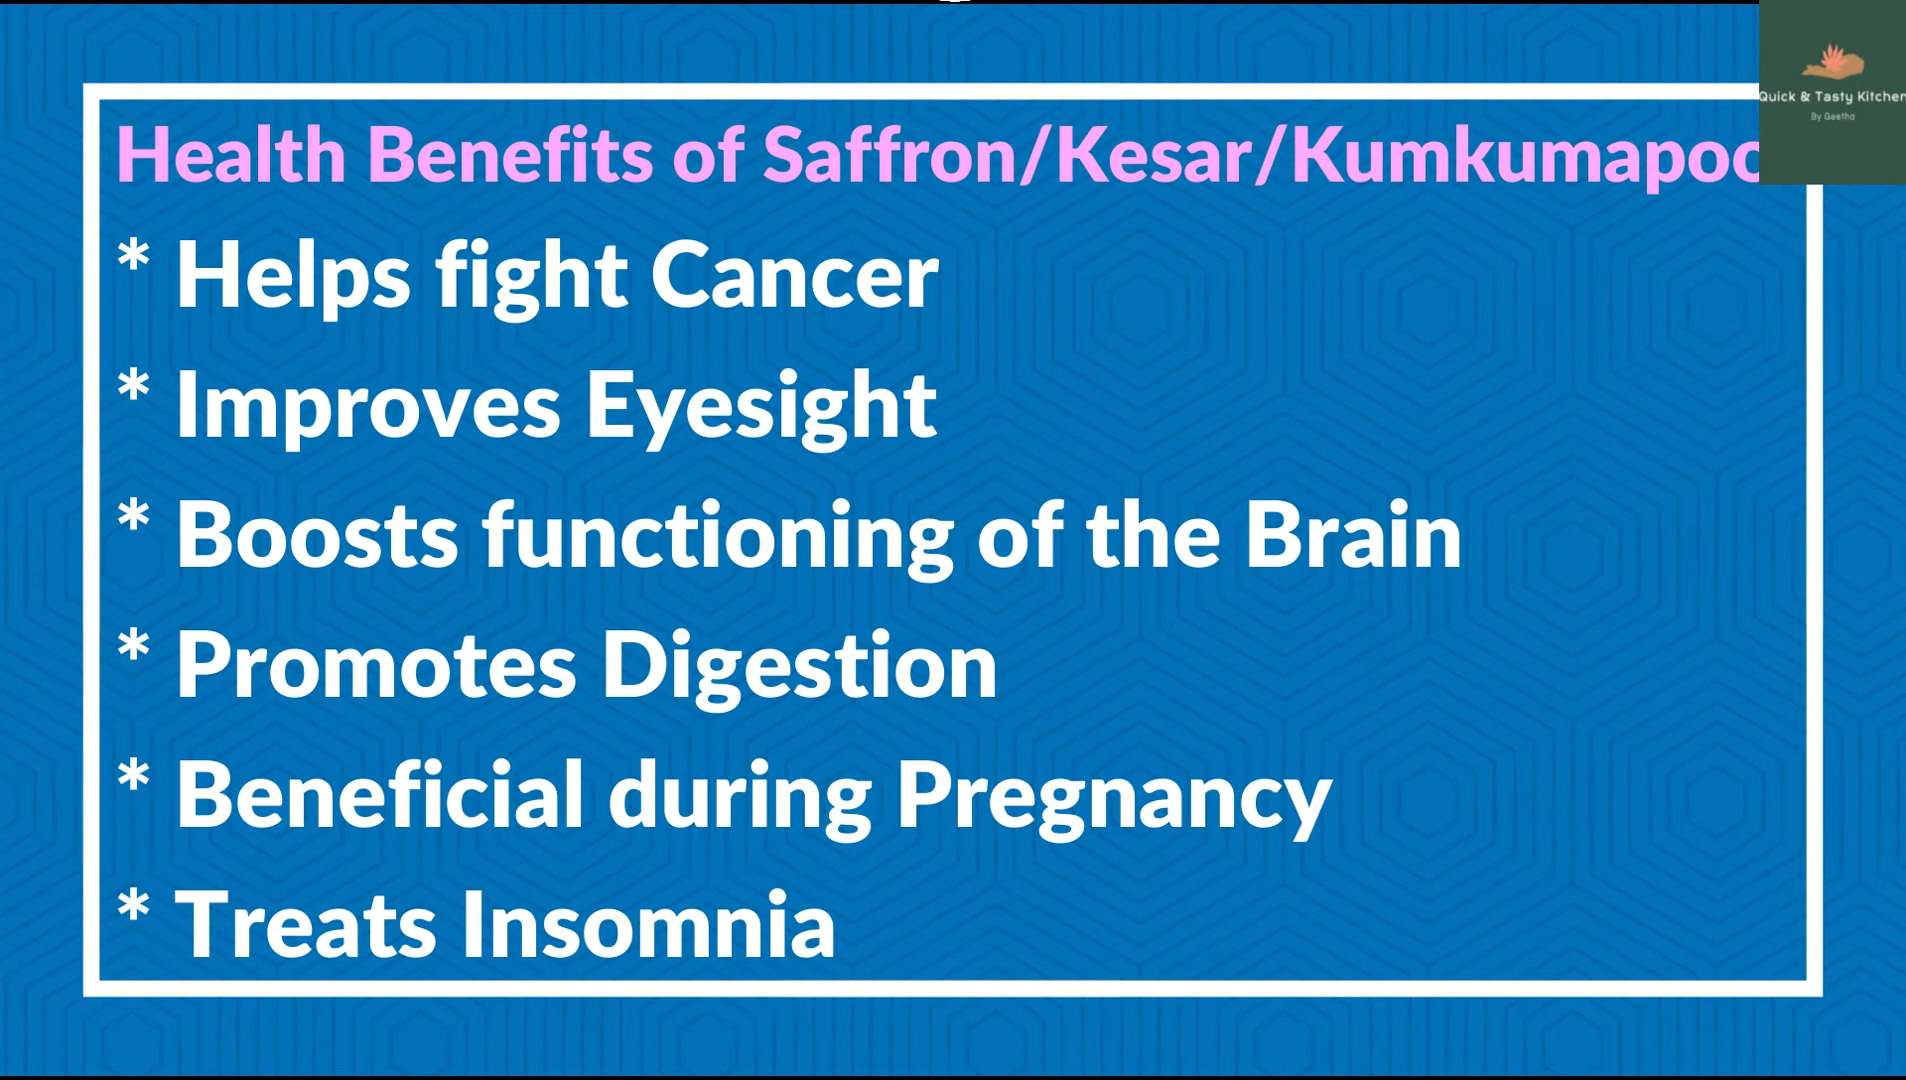 Health Benefits of Saffron/Kesar/Kumkumapoo
* Helps fight Cancer
* Improves Eyesight
* Boosts functioning of the Brain
* Promotes Digestion
* Beneficial during Pregnancy
* Treats Insomnia
Quick & Tasty Kitchen
By Geetha